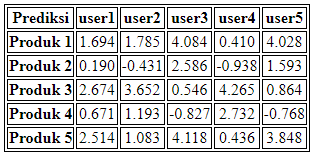 Prediksi user1 user2 user3 user4 user5
Produk 1 1.694 1.785 4.084 0.410 4.028
Produk 2 0.190 -0.431 2.586 -0.938 1.593
Produk 3 2.674 3.652 0.546 4.265 0.864
Produk 4 0.671 1.193 -0.827 2.732 -0.768
Produk 5 2.514 1.083 4.118 0.436 3.848